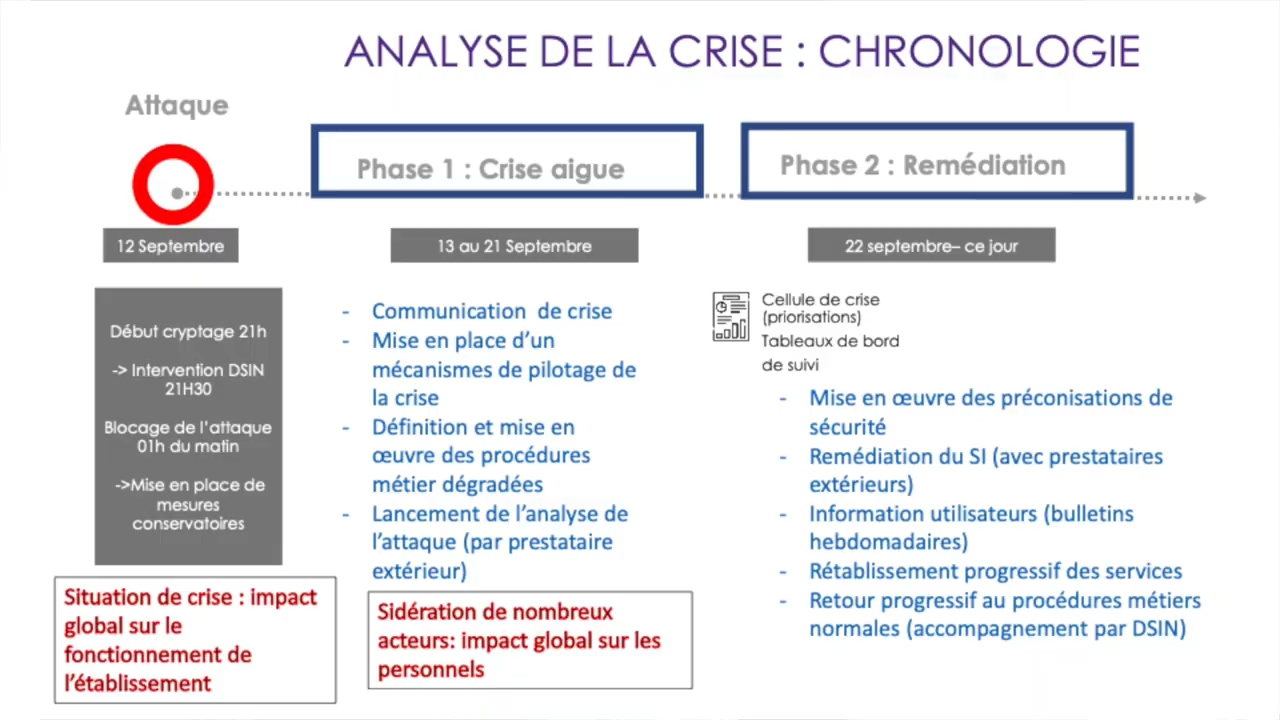 ANALYSE DE LA CRISE : CHRONOLOGIE
Attaque
Phase 1 : Crise aigue
Phase 2 : Remédiation
12 Septembre
13 au 21 Septembre
22 septembre– ce jour
Début cryptage 21h
-> Intervention DSIN
21H30
Blocage de l’attaque
01h du matin
->Mise en place de
mesures
conservatoires
Situation de crise : impact
global sur le
fonctionnement de
l’établissement
- Communication de crise
- Mise en place d’un
mécanismes de pilotage de
la crise
- Définition et mise en
œuvre des procédures
métier dégradées
- Lancement de l’analyse de
l’attaque (par prestataire
extérieur)
Sidération de nombreux
acteurs: impact global sur les
personnels
Cellule de crise
(priorisations)
Tableaux de bord
de suivi
- Mise en œuvre des préconisations de
sécurité
- Remédiation du SI (avec prestataires
extérieurs)
- Information utilisateurs (bulletins
hebdomadaires)
- Rétablissement progressif des services
- Retour progressif au procédures métiers
normales (accompagnement par DSIN)